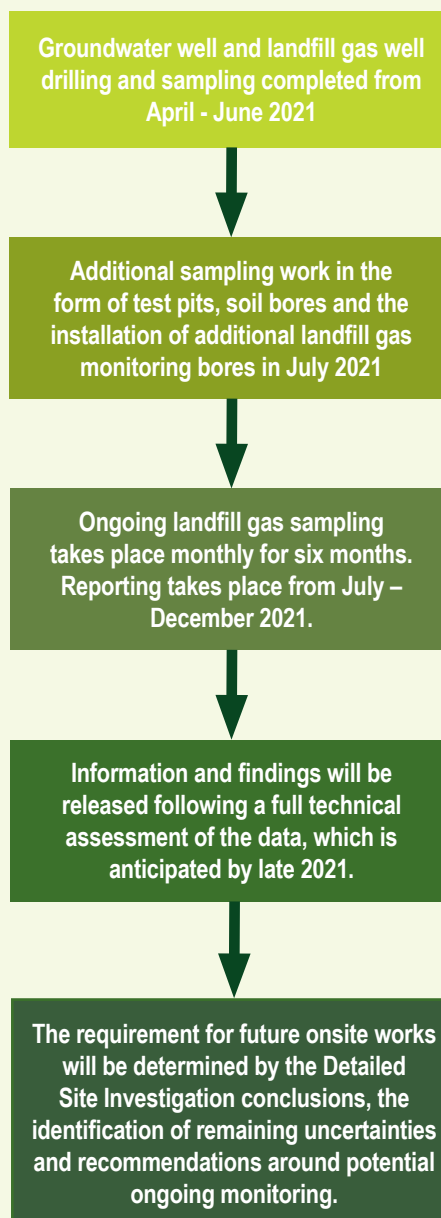 Groundwater well and landfill gas well
drilling and sampling completed from
April - June 2021
Additional sampling work in the
form of test pits, soil bores and the
installation of additional landfill gas
monitoring bores in July 2021
Ongoing landfill gas sampling
takes place monthly for six months.
Reporting takes place from July –
December 2021.
Information and findings will be
released following a full technical
assessment of the data, which is
anticipated by late 2021.
The requirement for future onsite works
will be determined by the Detailed
Site Investigation conclusions, the
identification of remaining uncertainties
and recommendations around potential
ongoing monitoring.